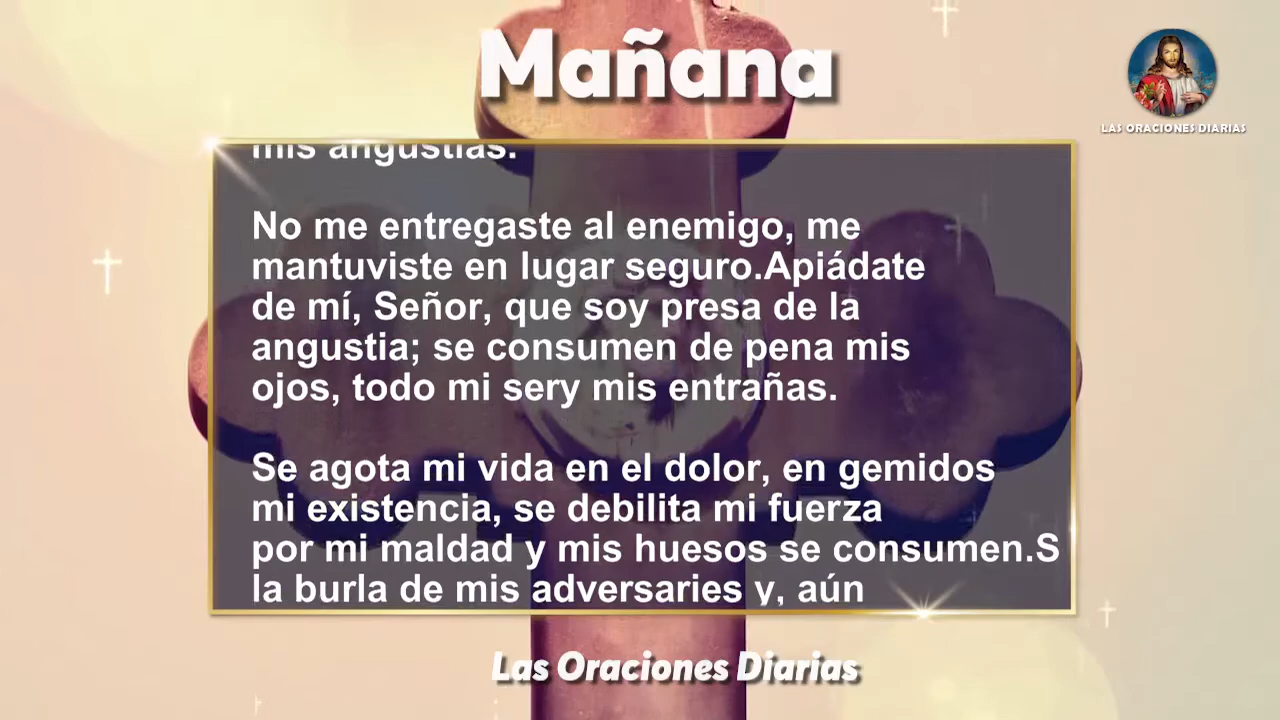 Mañana
LAS ORACIONES DIARIAS
mis angustias.
No me entregaste al enemigo, me
mantuviste en lugar seguro.Apiádate
de mí, Señor, que soy presa de la
angustia; se consumen de pena mis
ojos, todo mi sery mis entrañas.
Se agota mi vida en el dolor, en gemidos
mi existencia, se debilita mi fuerza
por mi maldad y mis huesos se consumen.S
la burla de mis adversaries y, aún
Las Oraciones Diarias